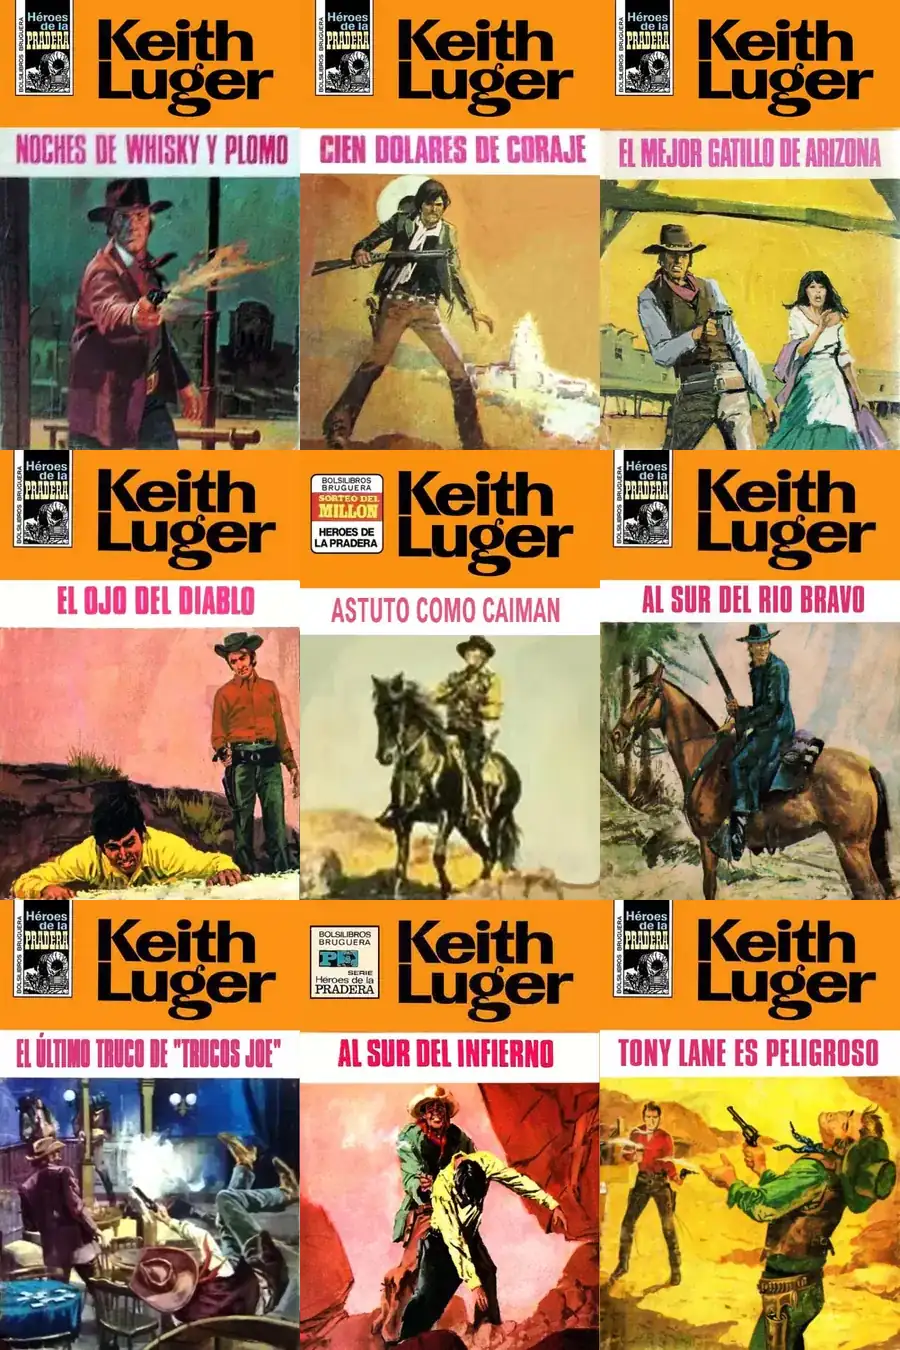 BOLSILIBROS BRUGUERA
Héroes
de la
PRADERA
Keith
Luger
NOCHES DE WHISKY Y PLOMO
BOLSILIBROS BRUGUERA
Héroes
de la
PRADERA
Keith
Luger
CIEN DOLARES DE CORAJE
BOLSILIBROS BRUGUERA
Héroes
de la
PRADERA
Keith
Luger
EL MEJOR GATILLO DE ARIZONA
BOLSILIBROS BRUGUERA
Héroes
de la
PRADERA
Keith
Luger
EL OJO DEL DIABLO
BOLSILIBROS
BRUGUERA
SORTEO DEL
MILLON
HEROES DE
LA PRADERA
Keith
Luger
ASTUTO COMO CAIMAN
BOLSILIBROS BRUGUERA
Héroes
de la
PRADERA
Keith
Luger
AL SUR DEL RIO BRAVO
BOLSILIBROS BRUGUERA
Héroes
de la
PRADERA
Keith
Luger
EL ÚLTIMO TRUCO DE "TRUCOS JOE"
BOLSILIBROS
BRUGUERA
SERIE
Héroes de la
PRADERA
Keith
Luger
AL SUR DEL INFIERNO
BOLSILIBROS BRUGUERA
Héroes
de la
PRADERA
Keith
Luger
TONY LANE ES PELIGROSO